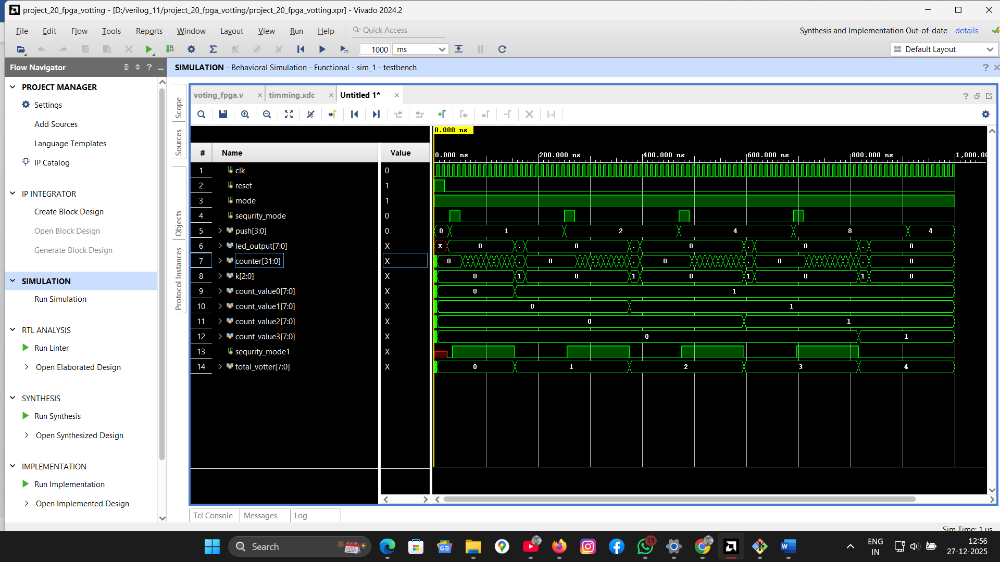 project_20_fpga_votting - [D:/verilog_11/project_20_fpga_votting/project_20_fpga_votting.xpr] - Vivado 2024.2
File Edit Flow Tools Reports Window Layout View Run Help Quick Access
Synthesis and Implementation Out-of-date details
1000 ms
Default Layout
Flow Navigator
SIMULATION - Behavioral Simulation - Functional - sim_1 - testbench
PROJECT MANAGER
Settings
Add Sources
Language Templates
IP Catalog
IP INTEGRATOR
Create Block Design
Open Block Design
Generate Block Design
SIMULATION
Run Simulation
RTL ANALYSIS
Run Linter
Open Elaborated Design
SYNTHESIS
Run Synthesis
Open Synthesized Design
IMPLEMENTATION
Run Implementation
Open Implemented Design
Scope
Sources
Objects
Protocol Instances
voting_fpga.v timming.xdc Untitled 1*
0.000 ns
# Name Value
0.000 ns 200.000 ns 400.000 ns 600.000 ns 800.000 ns 1,000.00
1 clk 0
2 reset 1
3 mode 1
4 sequrity_mode 0
5 push[3:0] 0 0 1 2 4 8 4
6 led_output[7:0] X X 0 . 0 . 0 . 0 . 0
7 counter[31:0] X 0 . 0 . 0 . 0 . 0
8 k[2:0] X 0 1 0 1 0 1 0 1 0
9 count_value0[7:0] X 0 1
10 count_value1[7:0] X 0 1
11 count_value2[7:0] X 0 1
12 count_value3[7:0] X 0 1
13 sequrity_mode1 X
14 total_votter[7:0] X 0 1 2 3 4
Tcl Console Messages Log
Sim Time: 1 us
Search
13
ENG
IN
12:56
27-12-2025